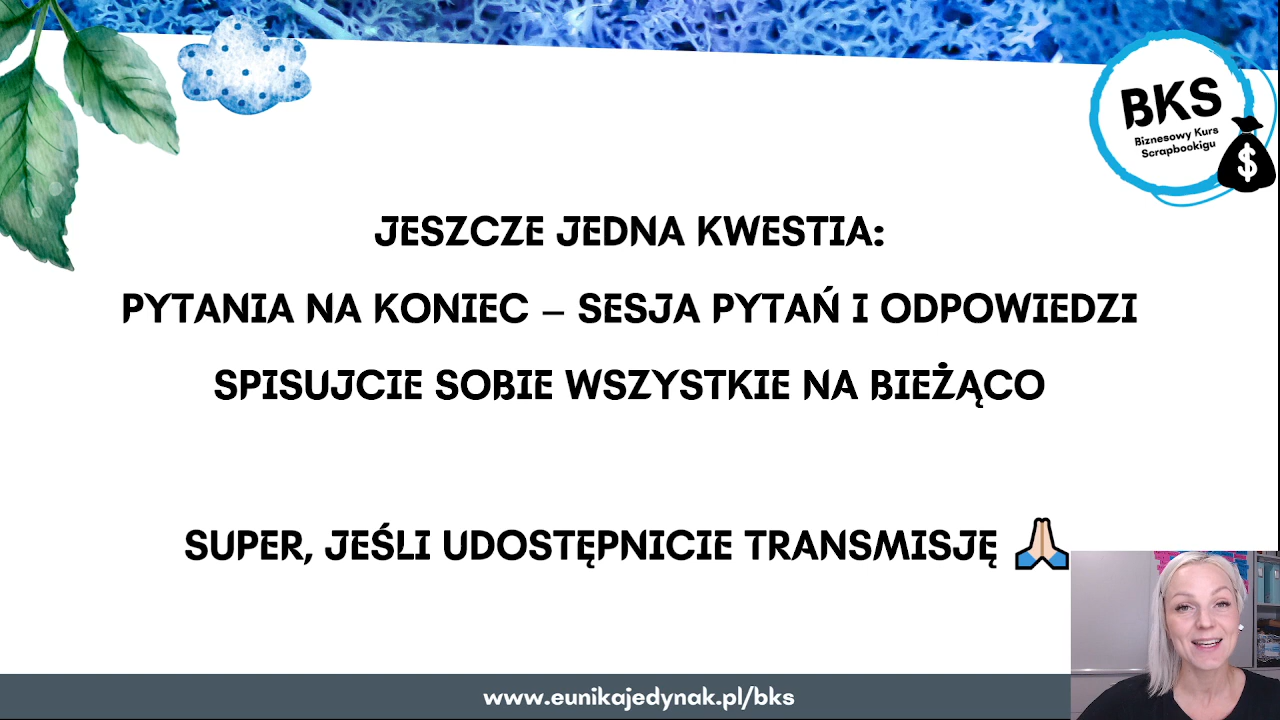 BKS
Biznesowy Kurs
Scrapbookigu
$
JESZCZE JEDNA KWESTIA:
PYTANIA NA KONIEC – SESJA PYTAŃ I ODPOWIEDZI
SPISUJCIE SOBIE WSZYSTKIE NA BIEŻĄCO
SUPER, JEŚLI UDOSTĘPNICIE TRANSMISJĘ 🙏🏻
www.eunikajedynak.pl/bks